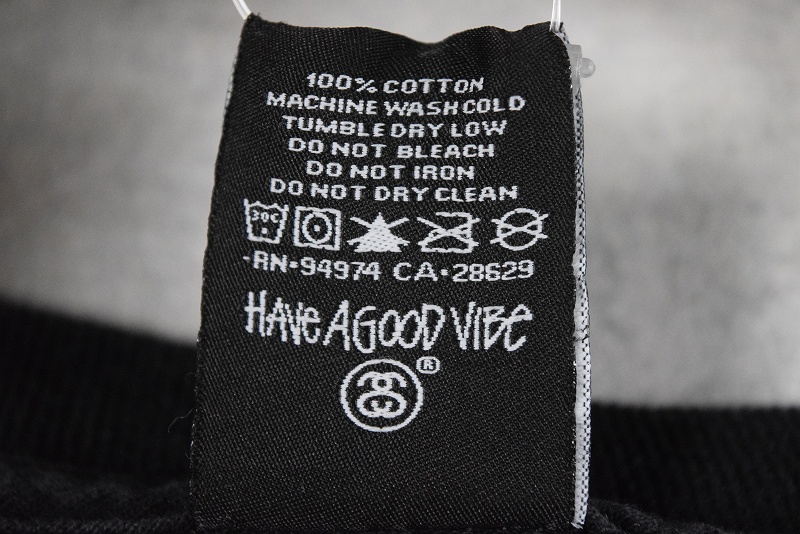 100% COTTON
MACHINE WASH COLD
TUMBLE DRY LOW
DO NOT BLEACH
DO NOT IRON
DO NOT DRY CLEAN
30C
-RN•94974 CA•28629
HAVE A GOOD VIBE
®